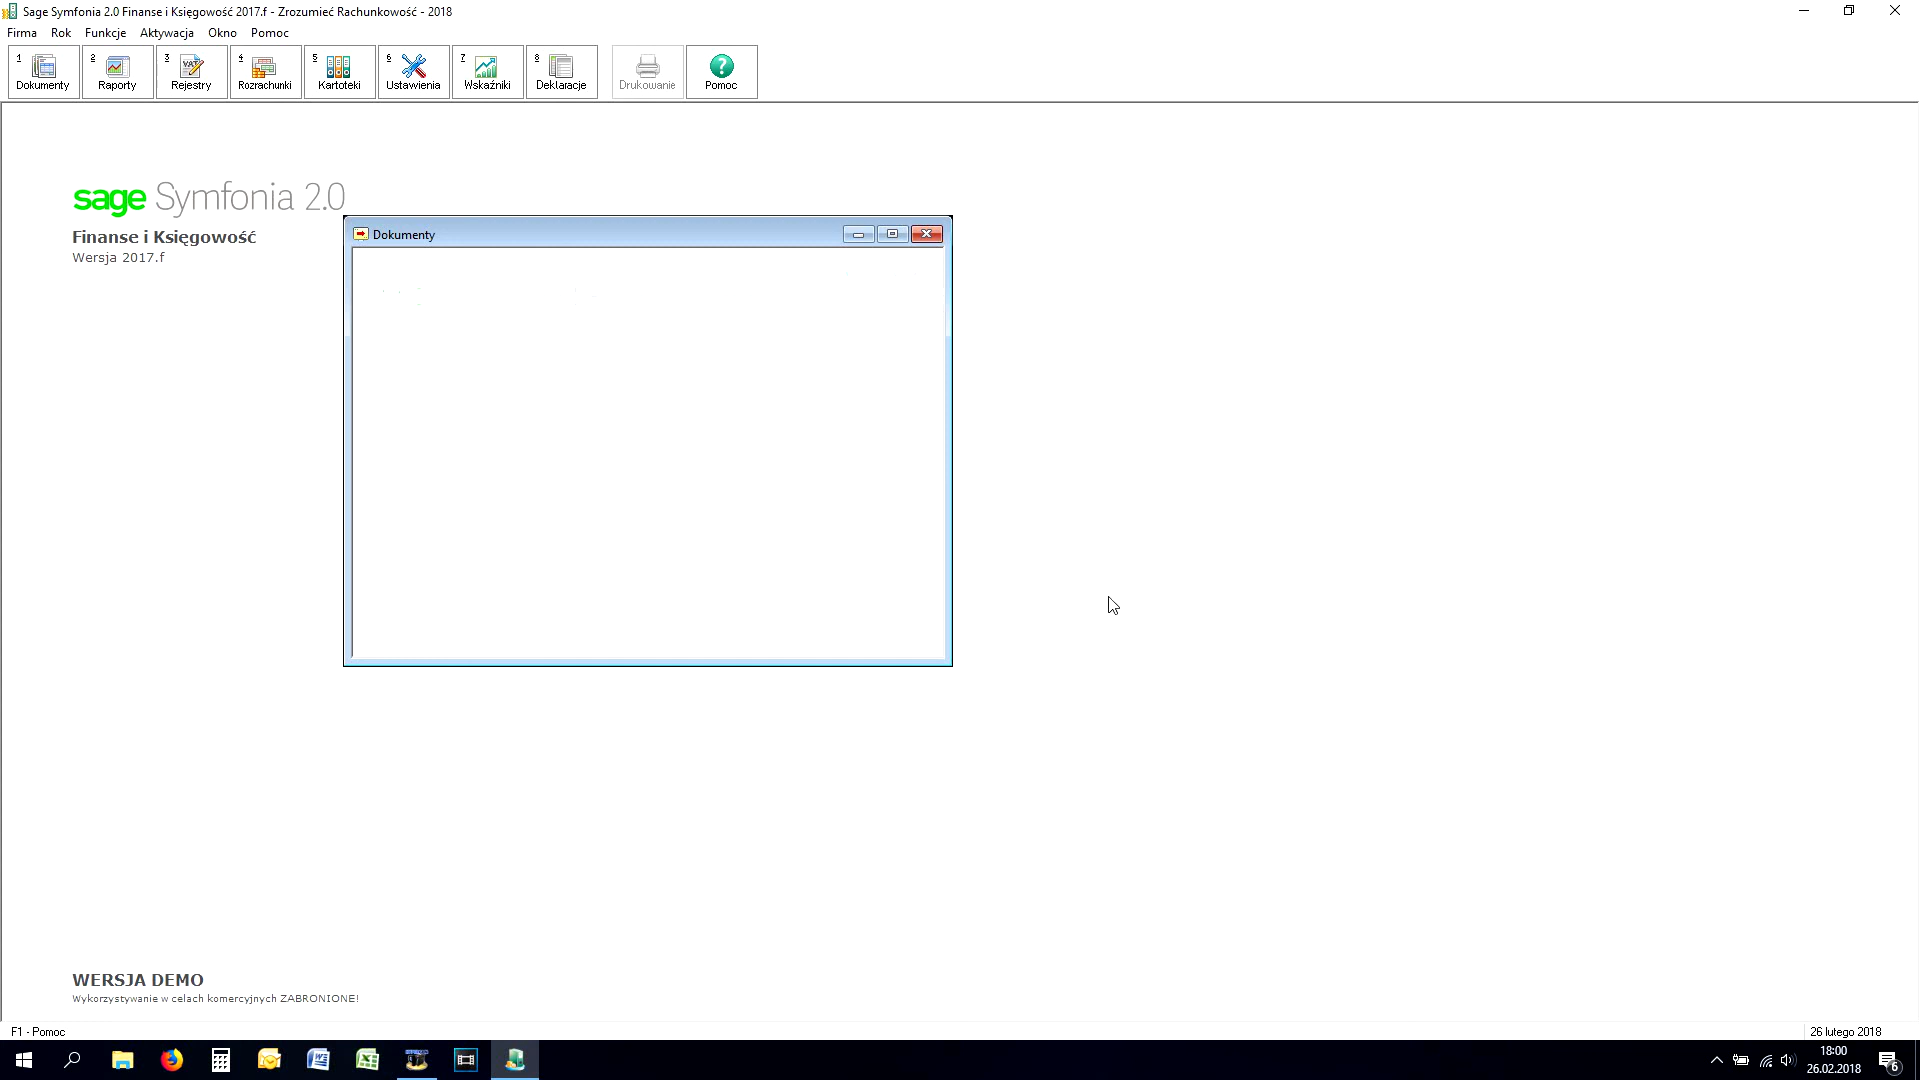 Sage Symfonia 2.0 Finanse i Księgowość 2017.f - Zrozumieć Rachunkowość - 2018
Firma Rok Funkcje Aktywacja Okno Pomoc
1 Dokumenty
2 Raporty
3 VAT Rejestry
4 Rozrachunki
5 Kartoteki
6 Ustawienia
7 Wskaźniki
8 Deklaracje
Drukowanie
? Pomoc
sage Symfonia 2.0
Finanse i Księgowość
Wersja 2017.f
Dokumenty
WERSJA DEMO
Wykorzystywanie w celach komercyjnych ZABRONIONE!
F1 - Pomoc
26 lutego 2018
18:00
26.02.2018
6